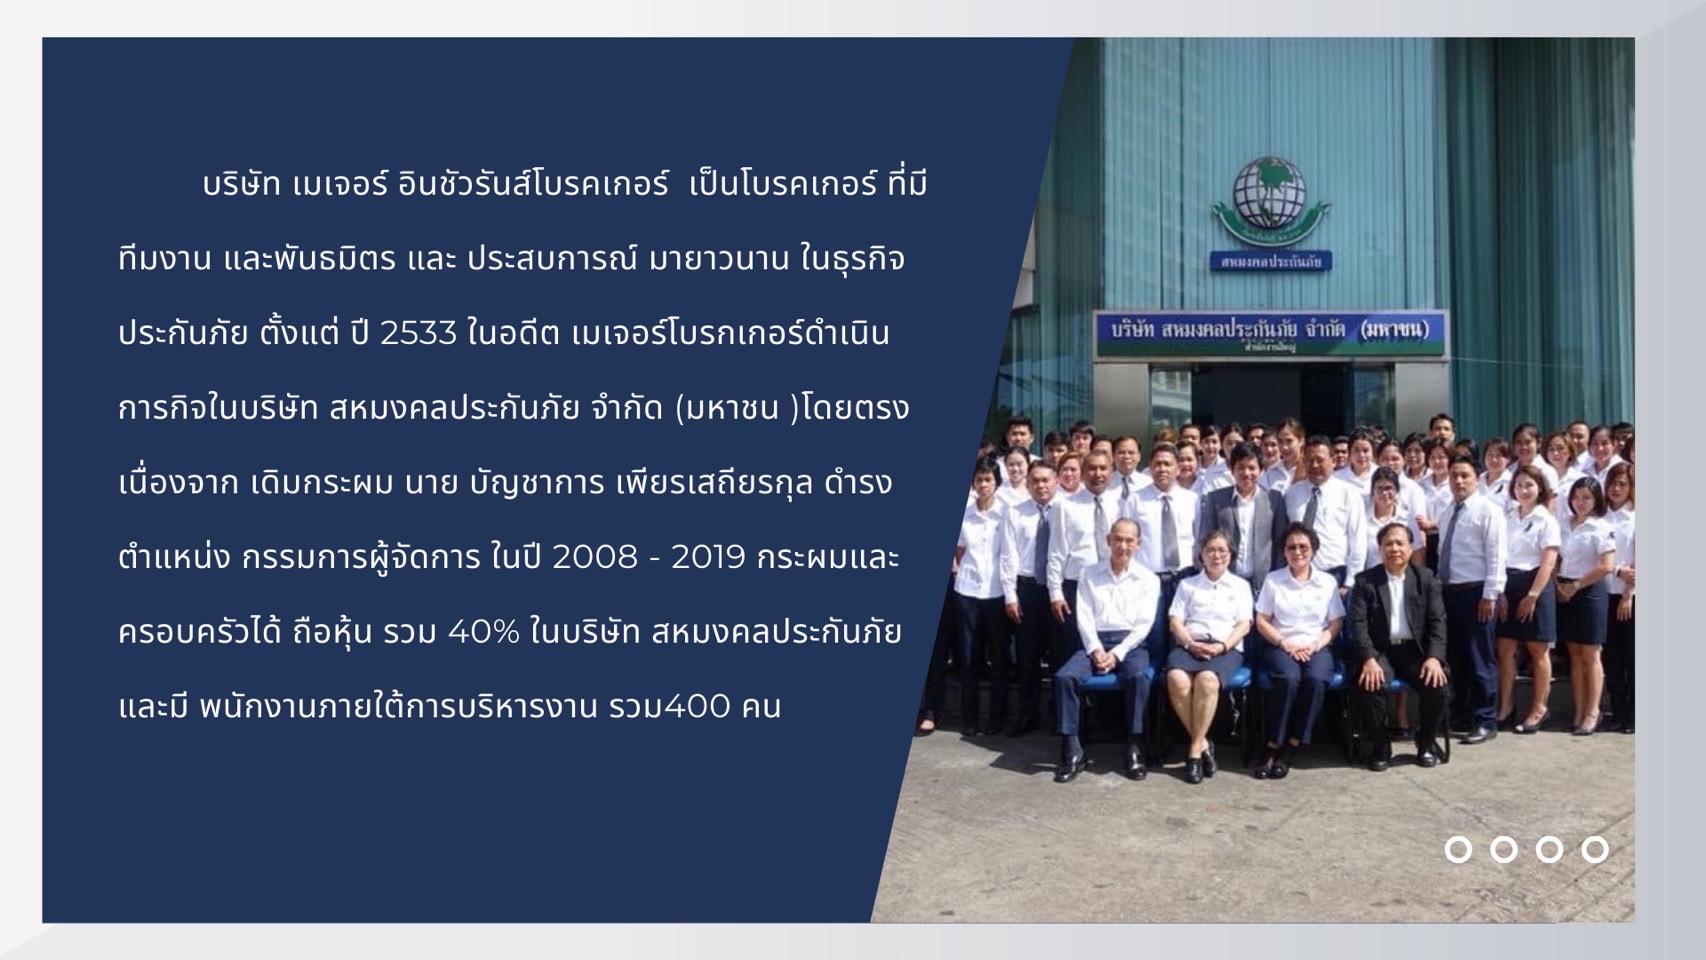 บริษัท เมเจอร์ อินชัวรันส์โบรคเกอร์  เป็นโบรคเกอร์ ที่มี
ทีมงาน และพันธมิตร และ ประสบการณ์ มายาวนาน ในธุรกิจ
ประกันภัย ตั้งแต่ ปี 2533 ในอดีต เมเจอร์โบรกเกอร์ดำเนิน
การกิจในบริษัท สหมงคลประกันภัย จำกัด (มหาชน )โดยตรง
เนื่องจาก เดิมกระผม นาย บัญชาการ เพียรเสถียรกุล ดำรง
ตำแหน่ง กรรมการผู้จัดการ ในปี 2008 - 2019 กระผมและ
ครอบครัวได้ ถือหุ้น รวม 40% ในบริษัท สหมงคลประกันภัย
และมี พนักงานภายใต้การบริหารงาน รวม400 คน
สหมงคลประกันภัย
บริษัท สหมงคลประกันภัย จำกัด (มหาชน)
สำนักงานใหญ่